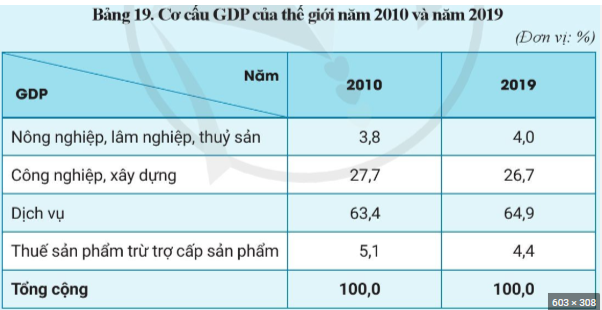 Bảng 19. Cơ cấu GDP của thế giới năm 2010 và năm 2019
(Đơn vị: %)
Năm
GDP
2010 2019
Nông nghiệp, lâm nghiệp, thuỷ sản 3,8 4,0
Công nghiệp, xây dựng 27,7 26,7
Dịch vụ 63,4 64,9
Thuế sản phẩm trừ trợ cấp sản phẩm 5,1 4,4
Tổng cộng 100,0 100,0
603 × 308